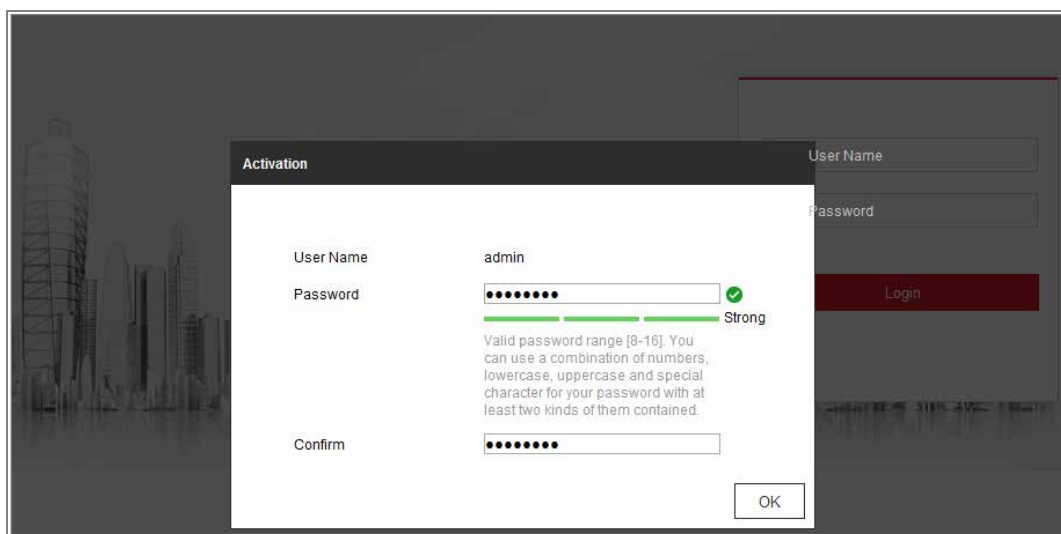 Activation
User Name
Password
Login
User Name admin
Password ●●●●●●●●
Strong
Valid password range [8-16]. You
can use a combination of numbers,
lowercase, uppercase and special
character for your password with at
least two kinds of them contained.
Confirm ●●●●●●●●
OK